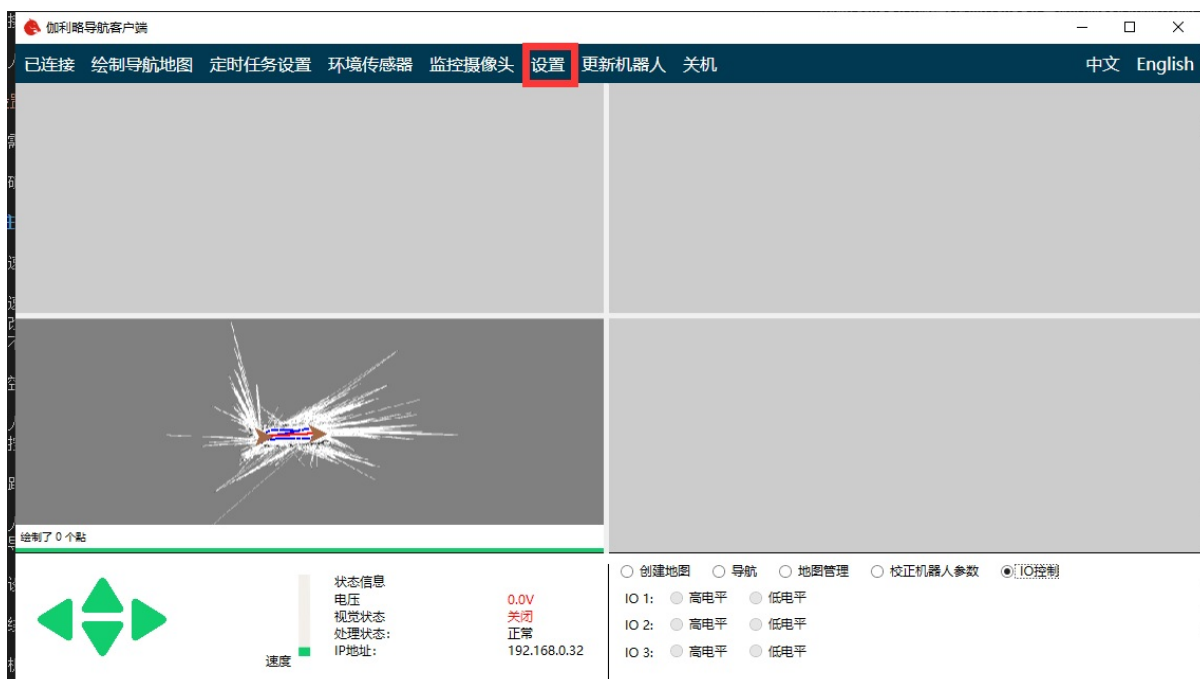 伽利略导航客户端
已连接 绘制导航地图 定时任务设置 环境传感器 监控摄像头 设置 更新机器人 关机 中文 English
绘制了 0 个點
状态信息
电压 0.0V
视觉状态 关闭
处理状态: 正常
IP地址: 192.168.0.32
速度
创建地图 导航 地图管理 校正机器人参数 IO控制
IO 1: 高电平 低电平
IO 2: 高电平 低电平
IO 3: 高电平 低电平